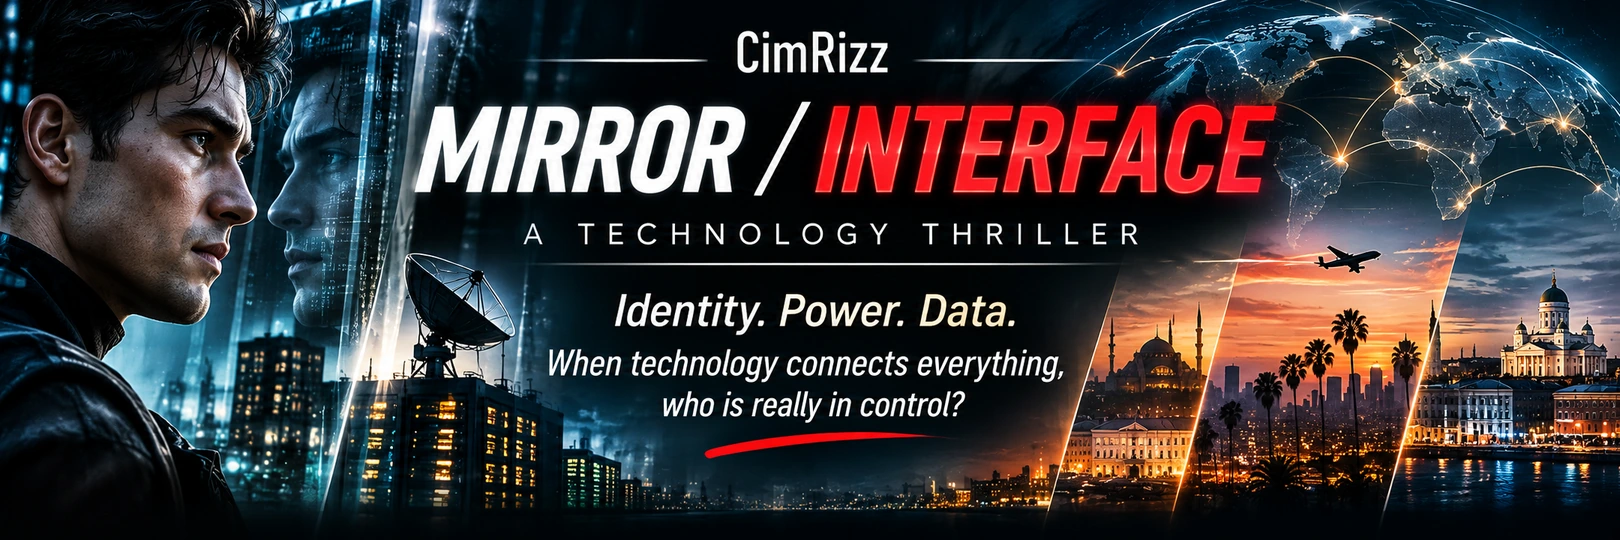 CimRizz
MIRROR / INTERFACE
A TECHNOLOGY THRILLER
Identity. Power. Data.
When technology connects everything,
who is really in control?